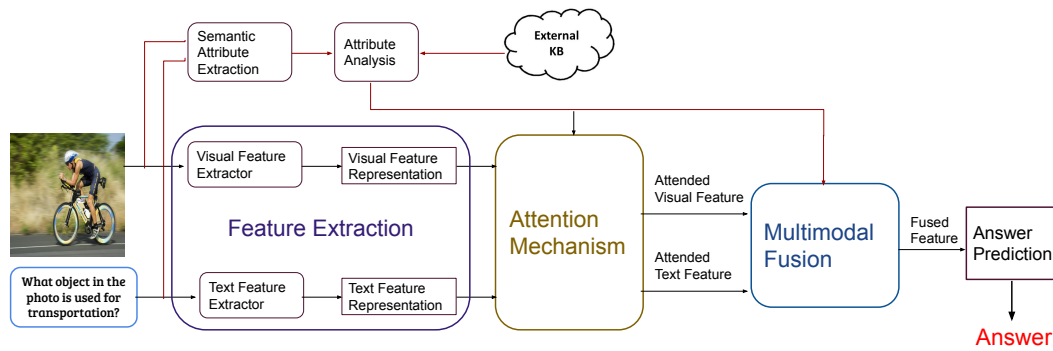 Semantic
Attribute
Extraction
Attribute
Analysis
External
KB
Visual Feature
Extractor
Visual Feature
Representation
Feature Extraction
Text Feature
Extractor
Text Feature
Representation
What object in the
photo is used for
transportation?
Attention
Mechanism
Attended
Visual Feature
Attended
Text Feature
Multimodal
Fusion
Fused
Feature
Answer
Prediction
Answer